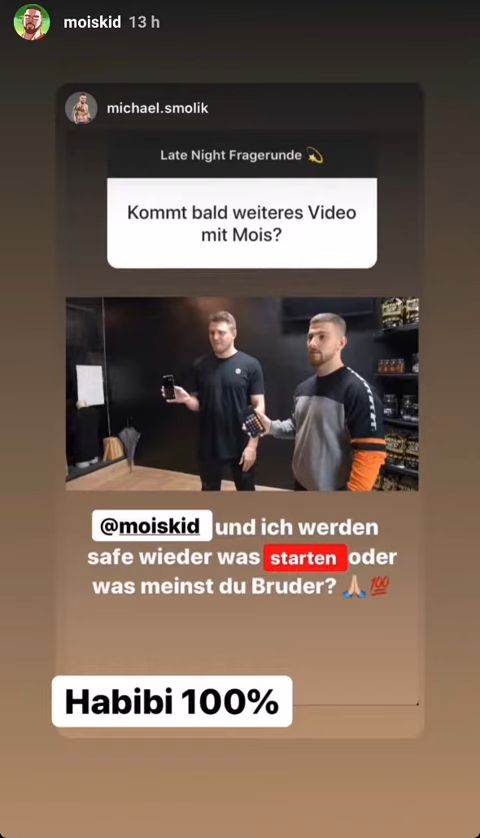 moiskid 13 h
michael.smolik
Late Night Fragerunde 💫
Kommt bald weiteres Video
mit Mois?
@moiskid und ich werden
safe wieder was starten oder
was meinst du Bruder? 🙏🏼💯
Habibi 100%